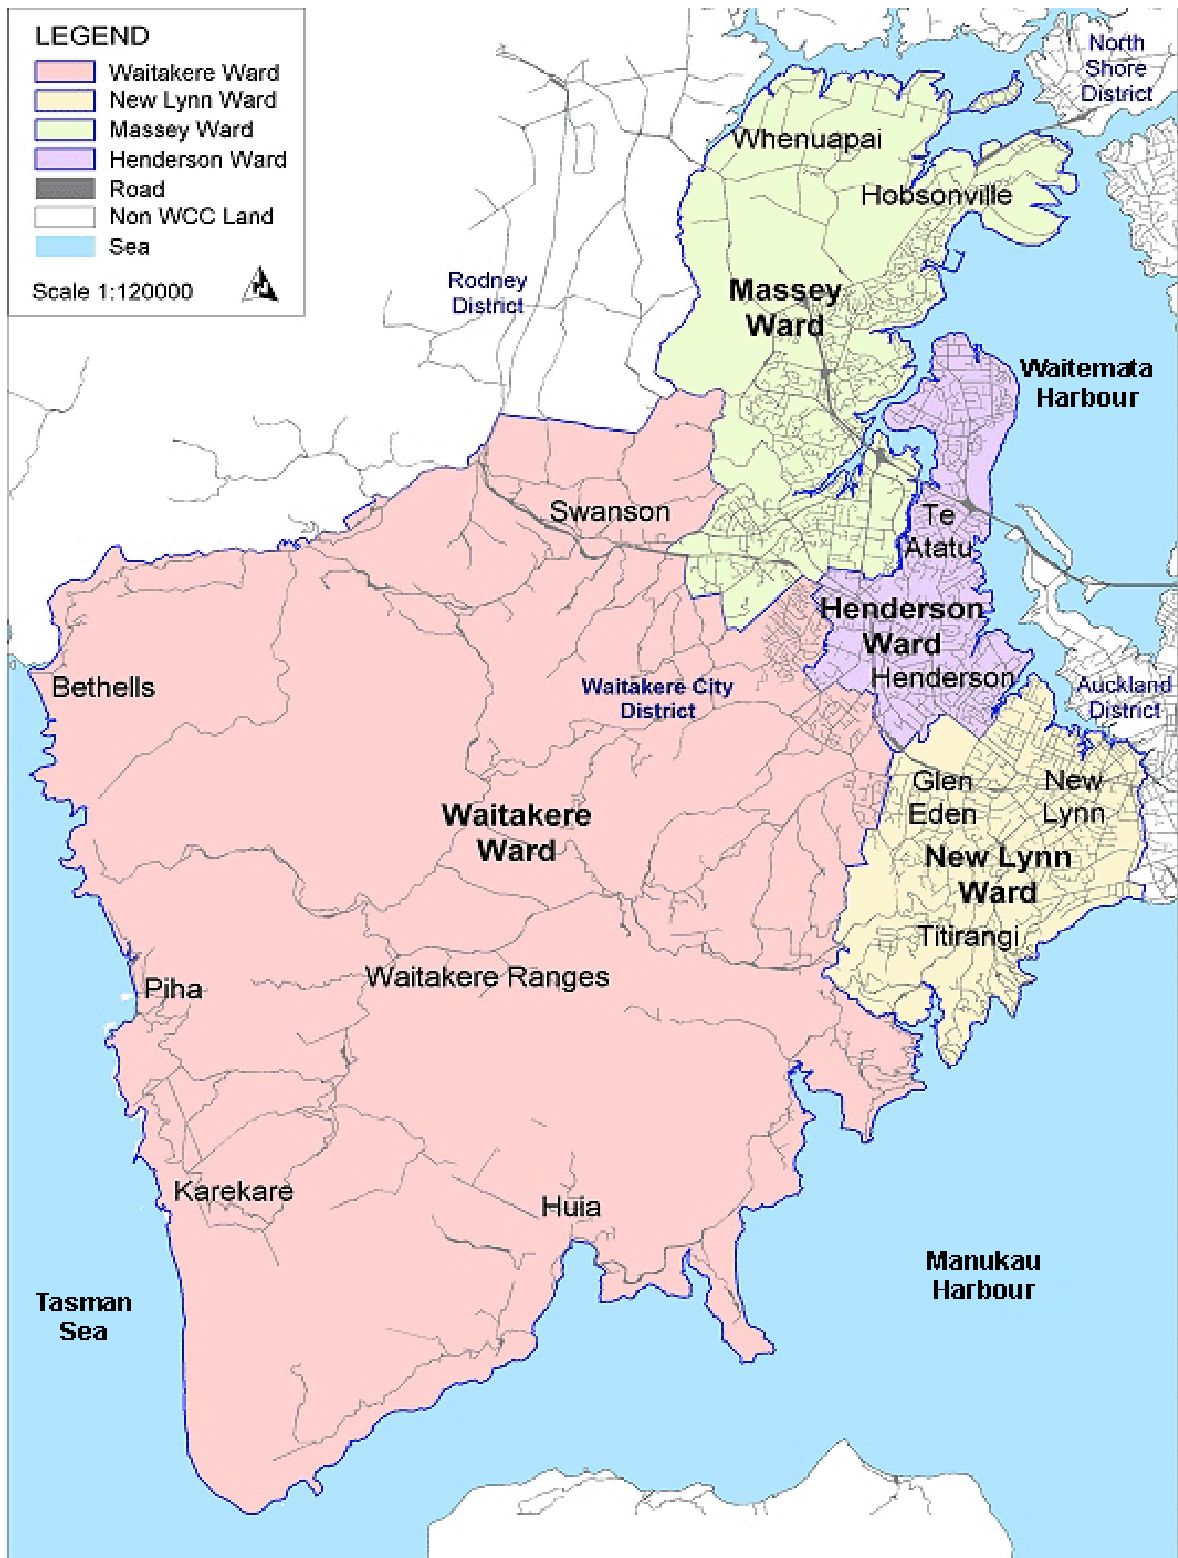 LEGEND
Waitakere Ward
New Lynn Ward
Massey Ward
Henderson Ward
Road
Non WCC Land
Sea
Scale 1:120000
North
Shore
District
Whenuapai
Hobsonville
Rodney
District
Massey
Ward
Waitemata
Harbour
Swanson
Te
Atatu
Henderson
Ward
Henderson
Bethells
Waitakere City
District
Auckland
District
Glen
Eden
New
Lynn
Waitakere
Ward
New Lynn
Ward
Titirangi
Waitakere Ranges
Piha
Karekare
Huia
Manukau
Harbour
Tasman
Sea